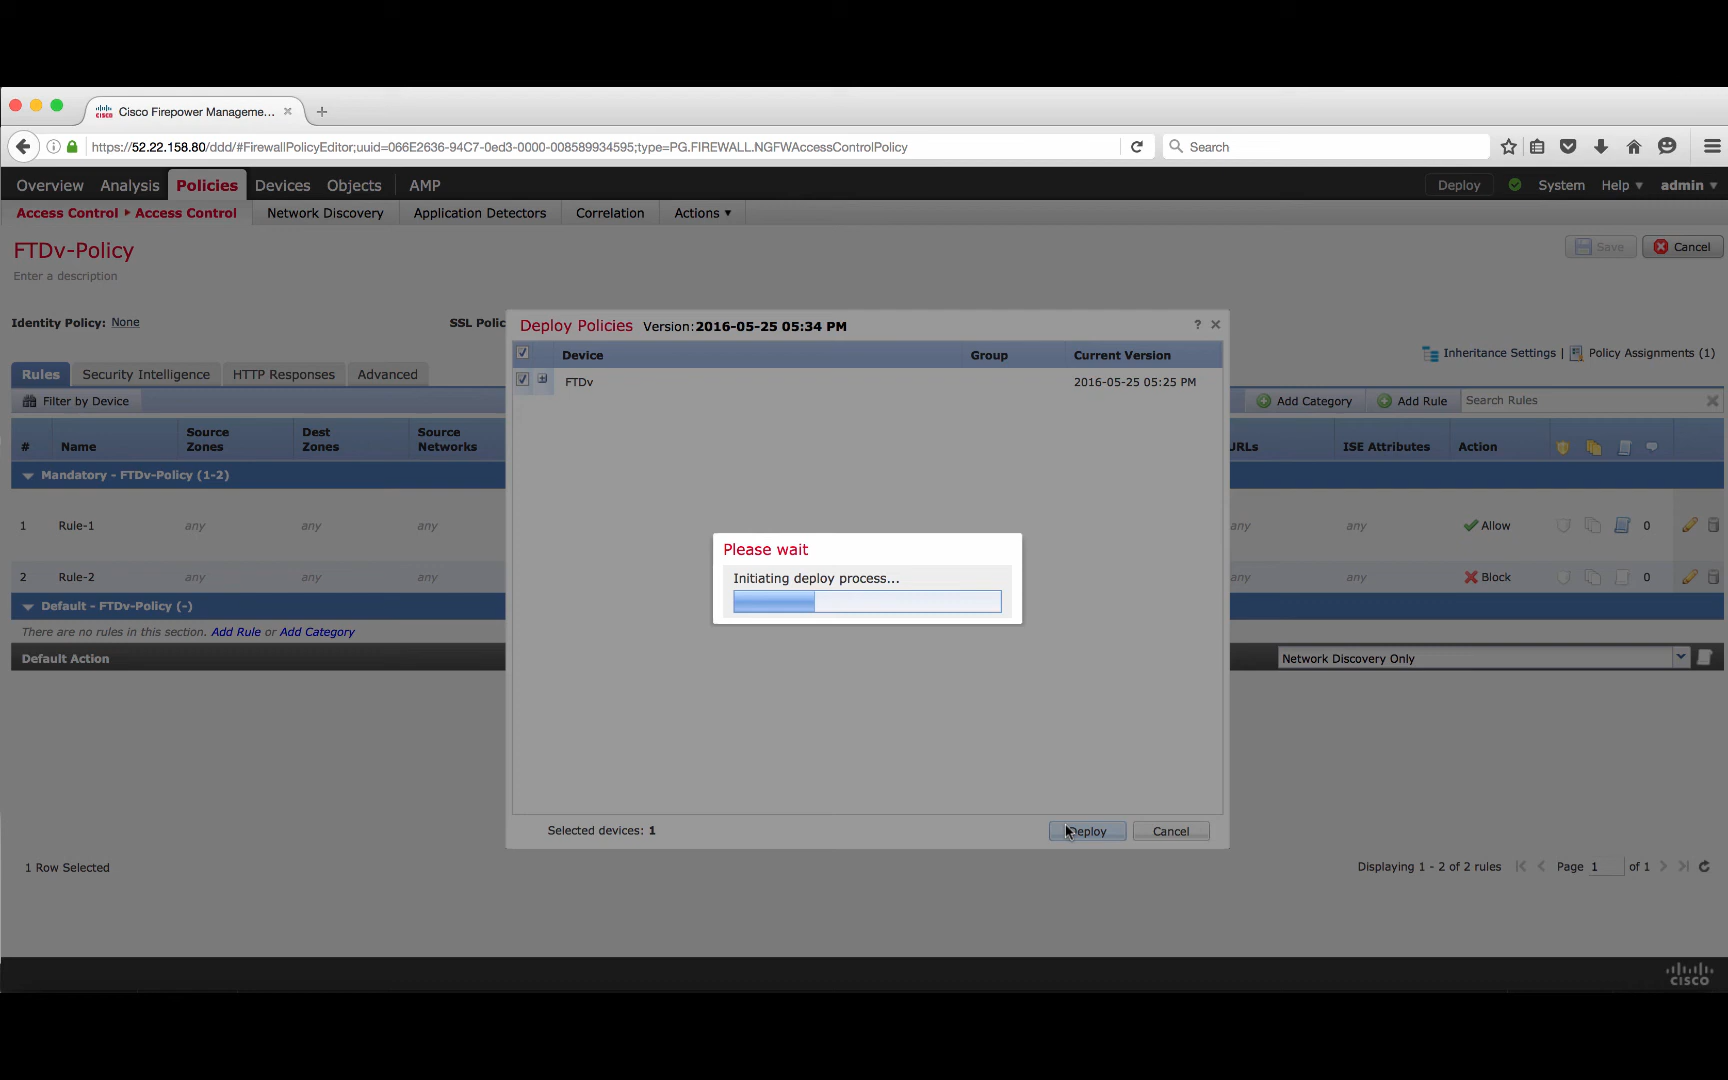 Cisco Firepower Manageme...
https://52.22.158.80/ddd/#FirewallPolicyEditor;uuid=066E2636-94C7-0ed3-0000-008589934595;type=PG.FIREWALL.NGFWAccessControlPolicy
Search
Overview Analysis Policies Devices Objects AMP Deploy System Help admin
Access Control Access Control Network Discovery Application Detectors Correlation Actions
FTDv-Policy
Save Cancel
Enter a description
Identity Policy: None SSL Polic
Deploy Policies Version:2016-05-25 05:34 PM ?
Inheritance Settings | Policy Assignments (1)
Device Group Current Version
FTDv 2016-05-25 05:25 PM
Rules Security Intelligence HTTP Responses Advanced
Filter by Device Add Category Add Rule Search Rules
# Name Source Zones Dest Zones Source Networks URLs ISE Attributes Action
Mandatory - FTDv-Policy (1-2)
1 Rule-1 any any any any any Allow 0
2 Rule-2 any any any any any Block 0
Default - FTDv-Policy (-)
There are no rules in this section. Add Rule or Add Category
Default Action Network Discovery Only
Please wait
Initiating deploy process...
Selected devices: 1 Deploy Cancel
1 Row Selected Displaying 1 - 2 of 2 rules Page 1 of 1
CISCO